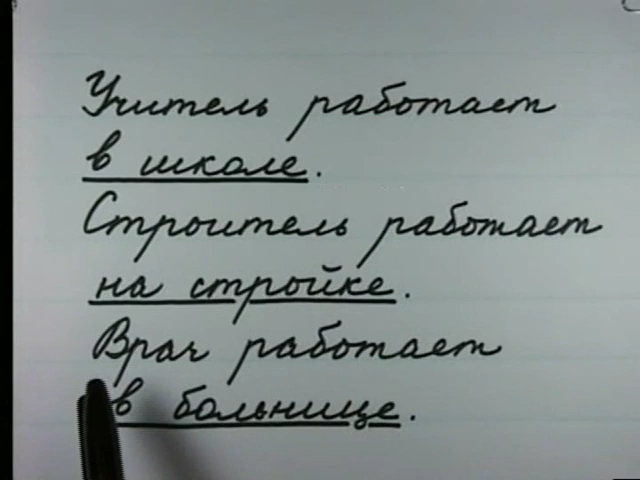 Учитель работает
в школе.
Строитель работает
на стройке.
Врач работает
в больнице.